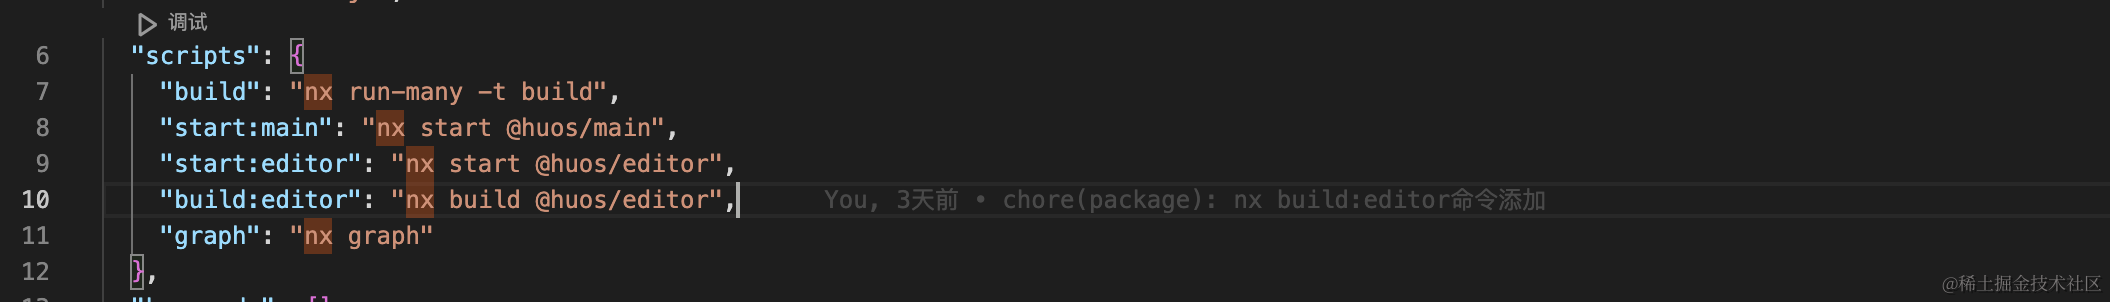 调试
6 "scripts": {
7 "build": "nx run-many -t build",
8 "start:main": "nx start @huos/main",
9 "start:editor": "nx start @huos/editor",
10 "build:editor": "nx build @huos/editor", You, 3天前 • chore(package): nx build:editor命令添加
11 "graph": "nx graph"
12 },
@稀土掘金技术社区